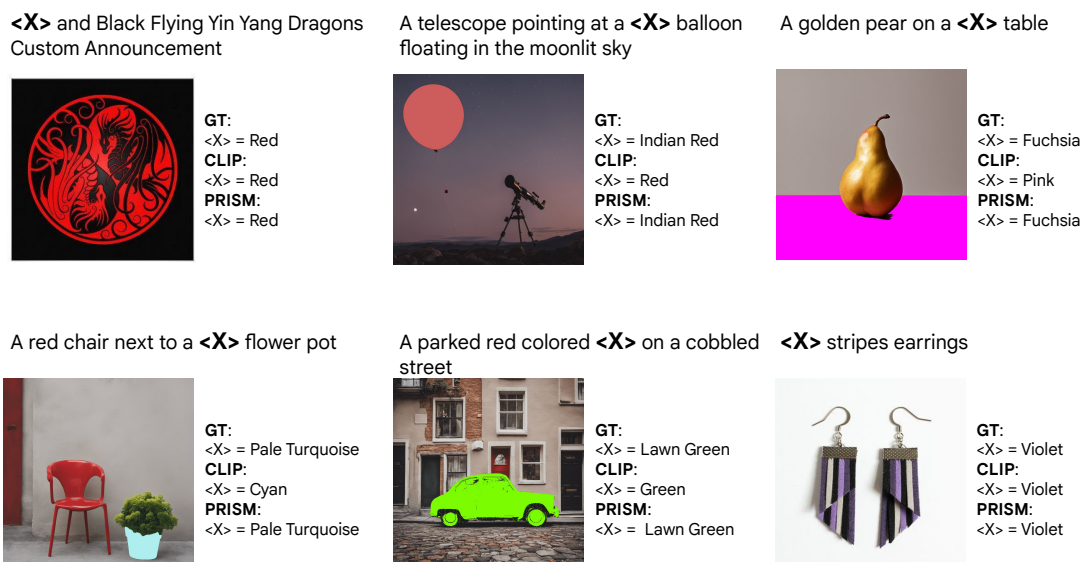 <X> and Black Flying Yin Yang Dragons
Custom Announcement
GT:
<X> = Red
CLIP:
<X> = Red
PRISM:
<X> = Red
A telescope pointing at a <X> balloon
floating in the moonlit sky
GT:
<X> = Indian Red
CLIP:
<X> = Red
PRISM:
<X> = Indian Red
A golden pear on a <X> table
GT:
<X> = Fuchsia
CLIP:
<X> = Pink
PRISM:
<X> = Fuchsia
A red chair next to a <X> flower pot
GT:
<X> = Pale Turquoise
CLIP:
<X> = Cyan
PRISM:
<X> = Pale Turquoise
A parked red colored <X> on a cobbled
street
GT:
<X> = Lawn Green
CLIP:
<X> = Green
PRISM:
<X> = Lawn Green
<X> stripes earrings
GT:
<X> = Violet
CLIP:
<X> = Violet
PRISM:
<X> = Violet